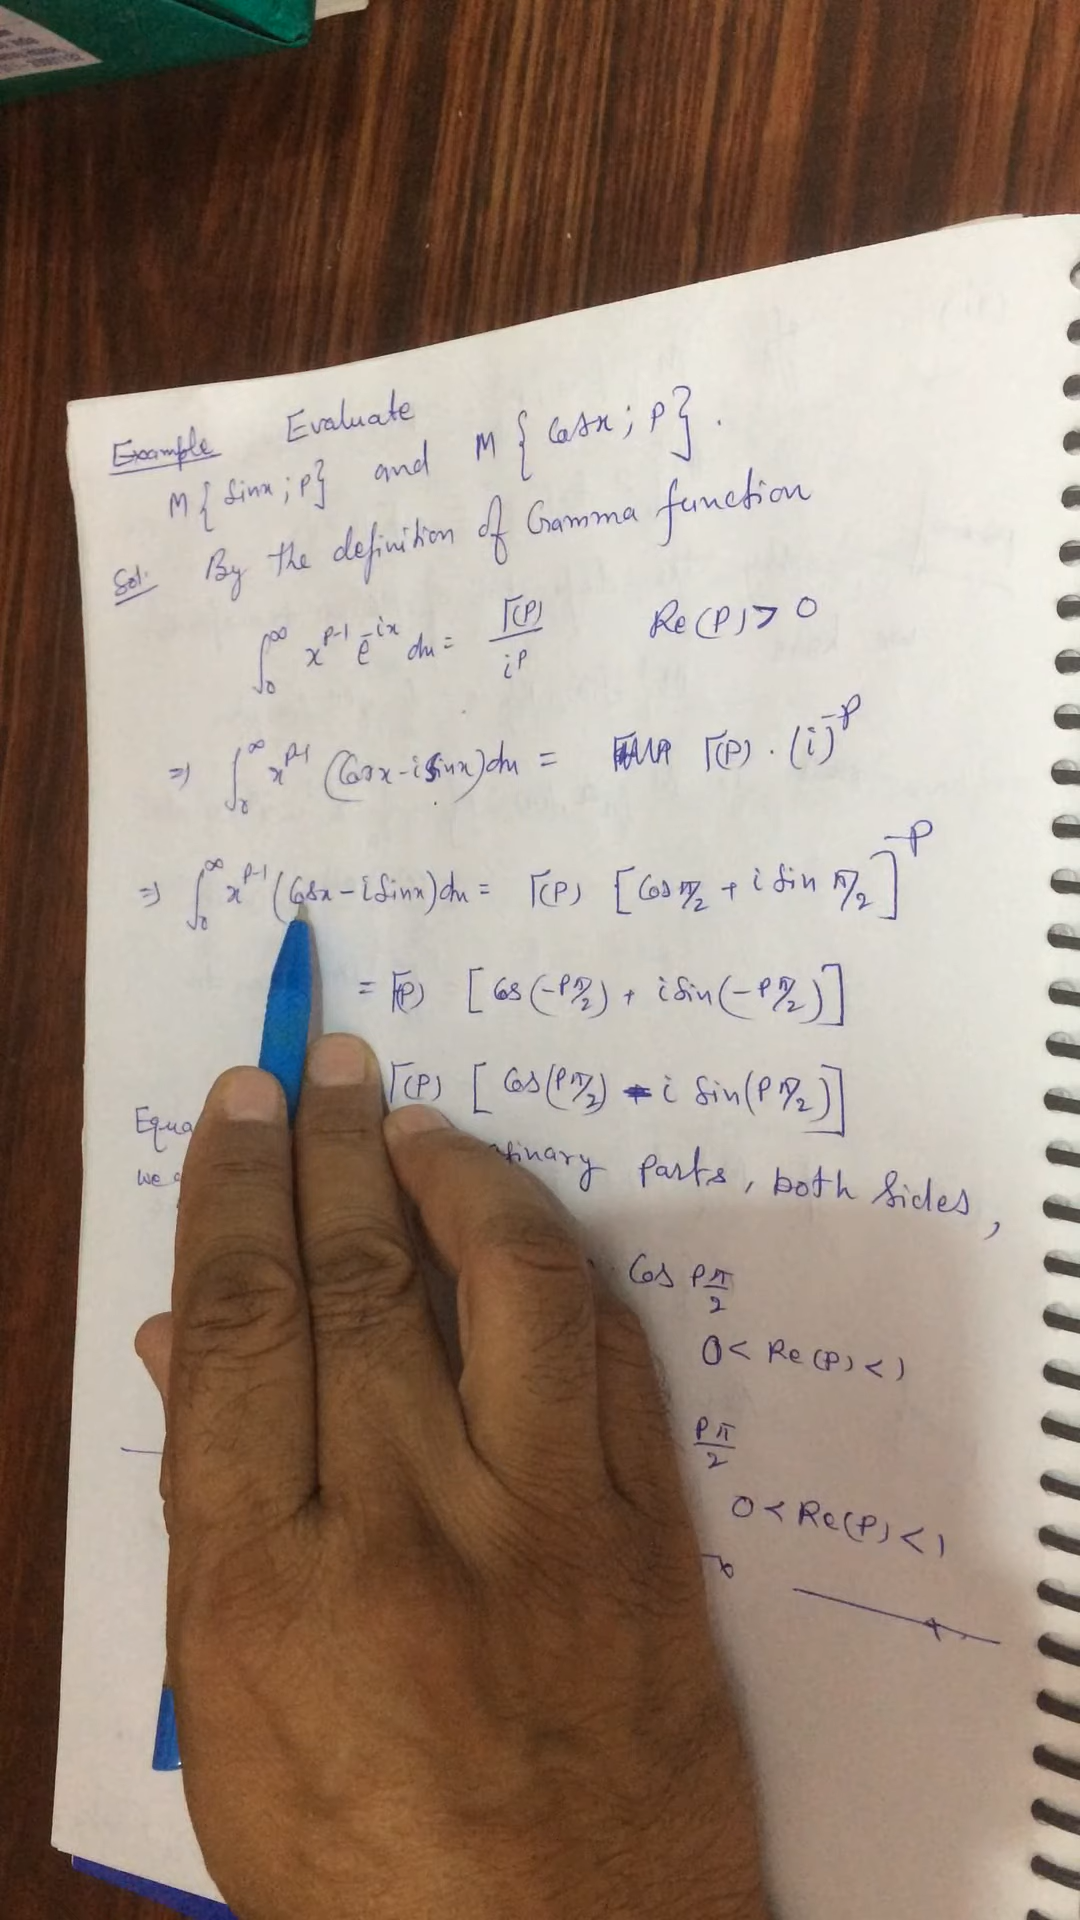 Example Evaluate
M{Sinx; P} and M{Cosx; P}.
Sol. By the definition of Gamma function
∫₀^∞ x^{P-1} e^{-ix} dx = Γ(P)/i^P Re(P) > 0
⇒ ∫₀^∞ x^{P-1} (Cosx - i Sinx) dx = Γ(P) · (i)^{-P}
⇒ ∫₀^∞ x^{P-1} (Cosx - i Sinx) dx = Γ(P) [Cos π/2 + i Sin π/2]^{-P}
= Γ(P) [Cos(-Pπ/2) + i Sin(-Pπ/2)]
Γ(P) [Cos(Pπ/2) - i Sin(Pπ/2)]
parts, both sides,
Cos Pπ/2
0 < Re(P) < 1
Pπ/2
0 < Re(P) < 1